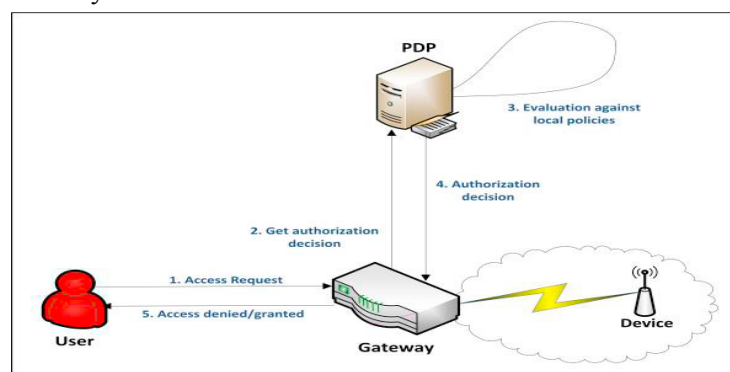 PDP
3. Evaluation against
local policies
4. Authorization
decision
2. Get authorization
decision
1. Access Request
5. Access denied/granted
User
Gateway
Device